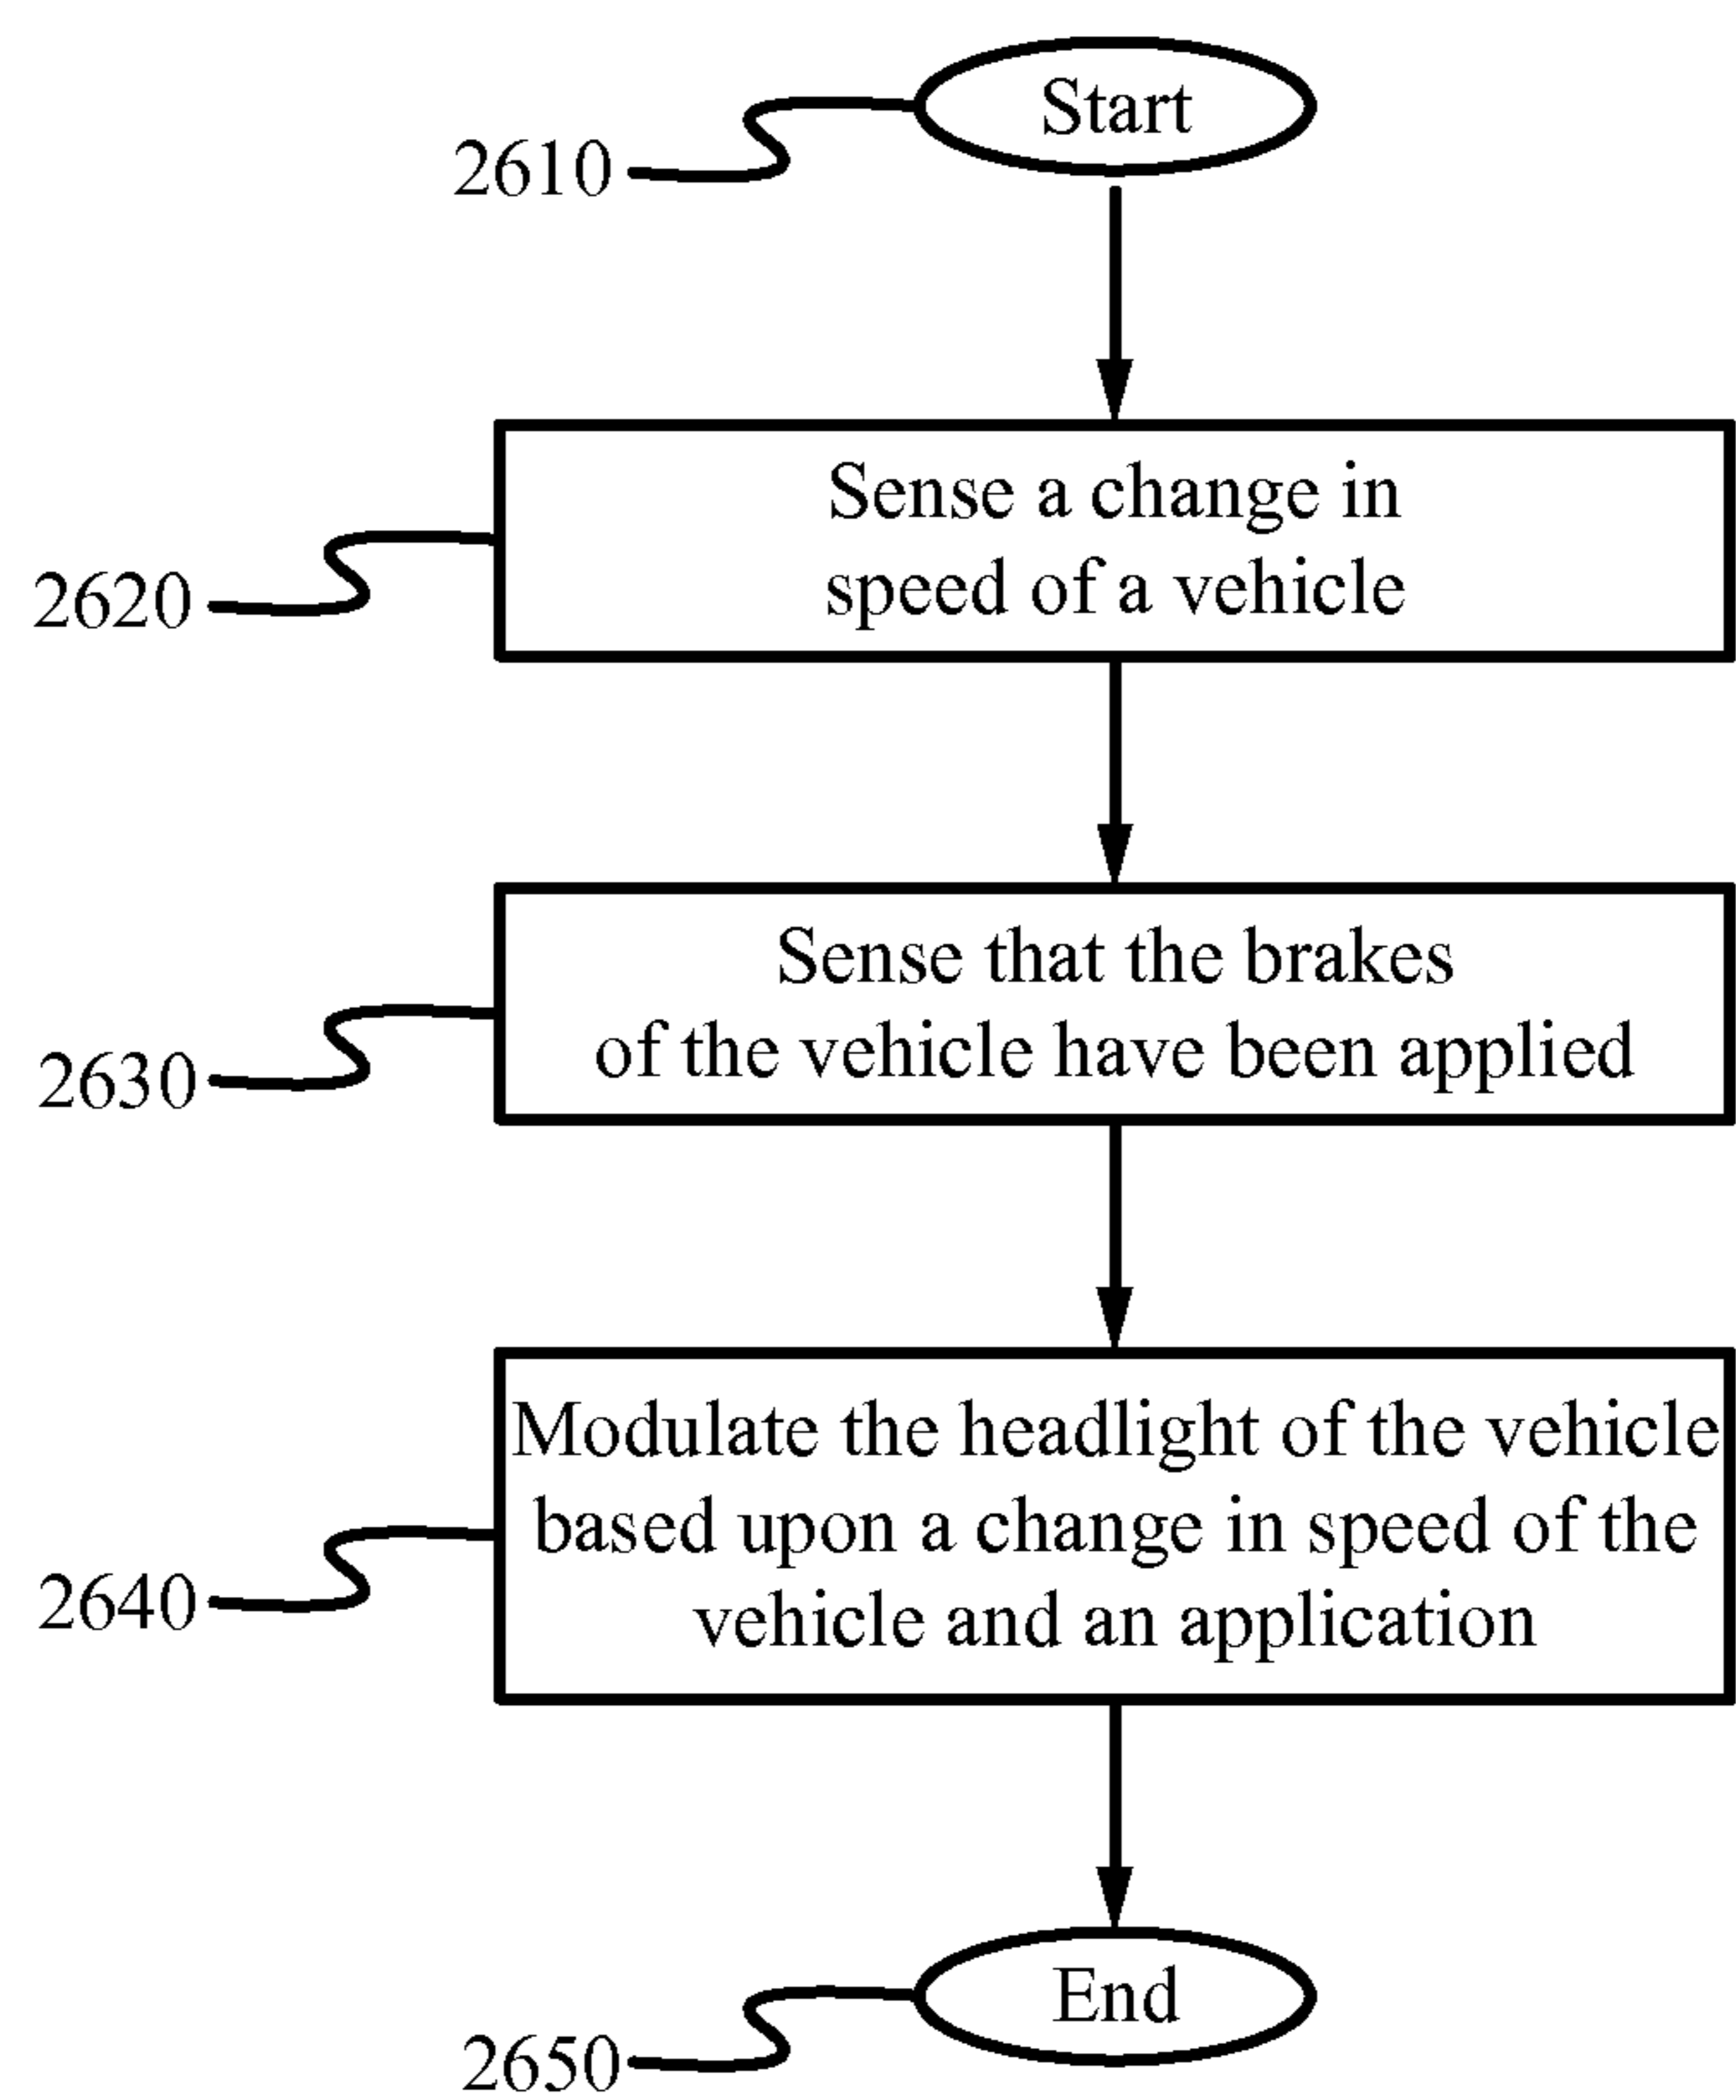 Start
2610
Sense a change in
speed of a vehicle
2620
Sense that the brakes
of the vehicle have been applied
2630
Modulate the headlight of the vehicle
based upon a change in speed of the
vehicle and an application
2640
End
2650